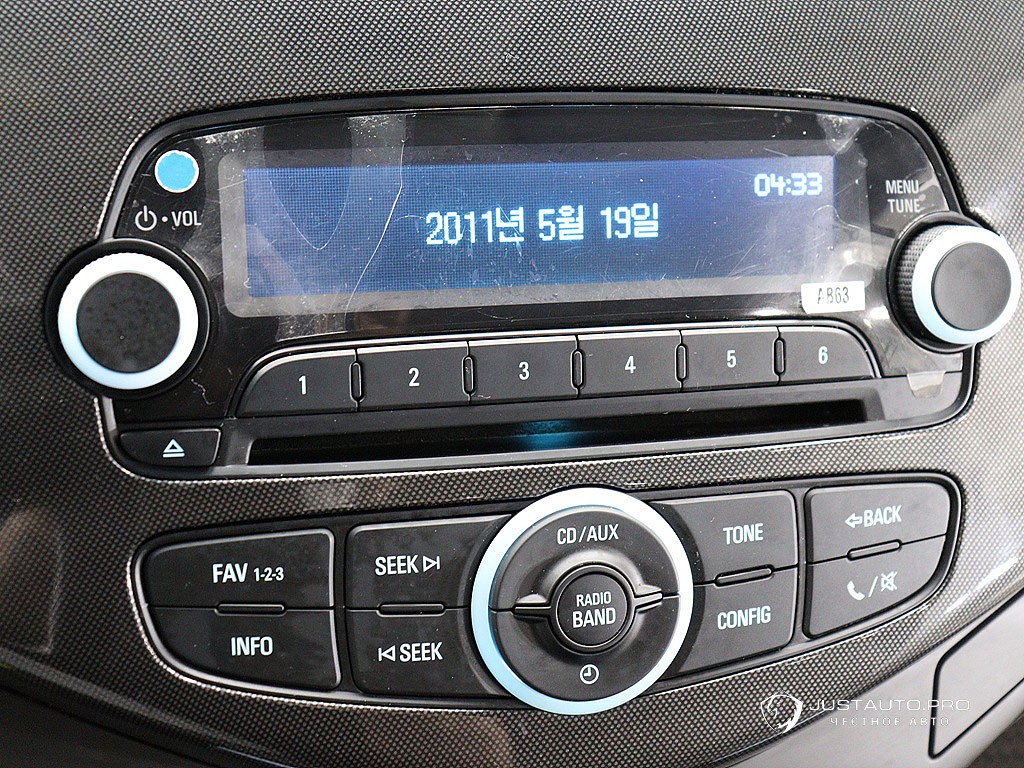 VOL
04:33
MENU
TUNE
2011년 5월 19일
AB63
1 2 3 4 5 6
CD/AUX
FAV 1-2-3
SEEK
TONE
BACK
RADIO
BAND
INFO
SEEK
CONFIG
JUSTAUTO.PRO
ЧЕСТНОЕ АВТО